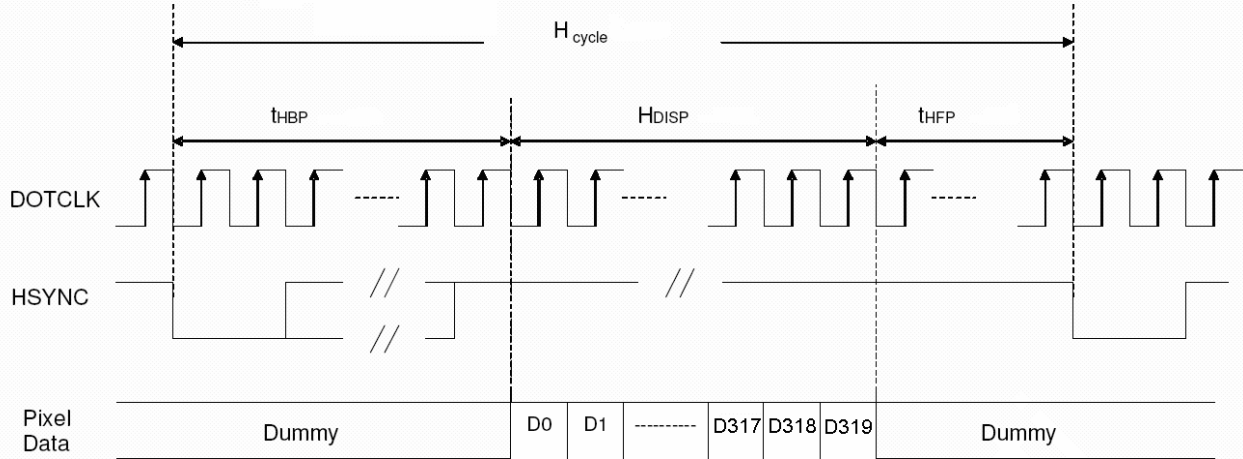 H cycle
tHBP
HDISP
tHFP
DOTCLK
HSYNC
Pixel
Data
Dummy
D0
D1
D317
D318
D319
Dummy